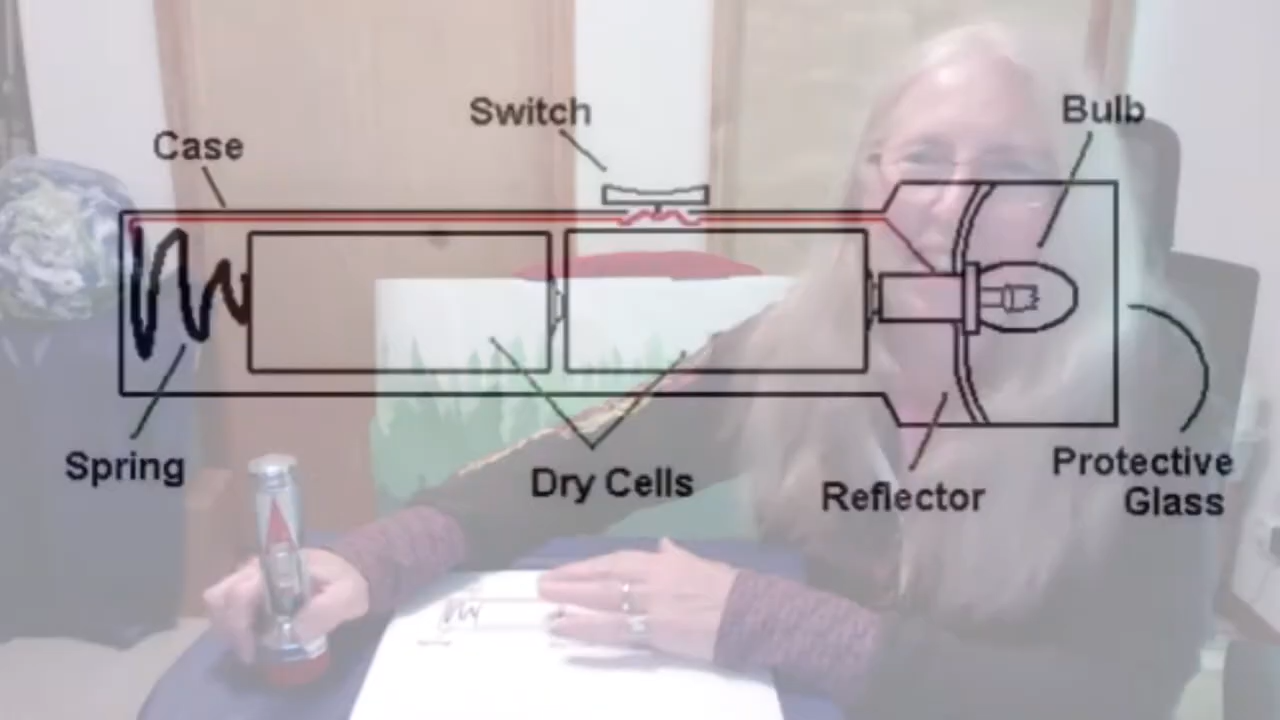 Switch
Bulb
Case
Spring
Dry Cells
Reflector
Protective
Glass